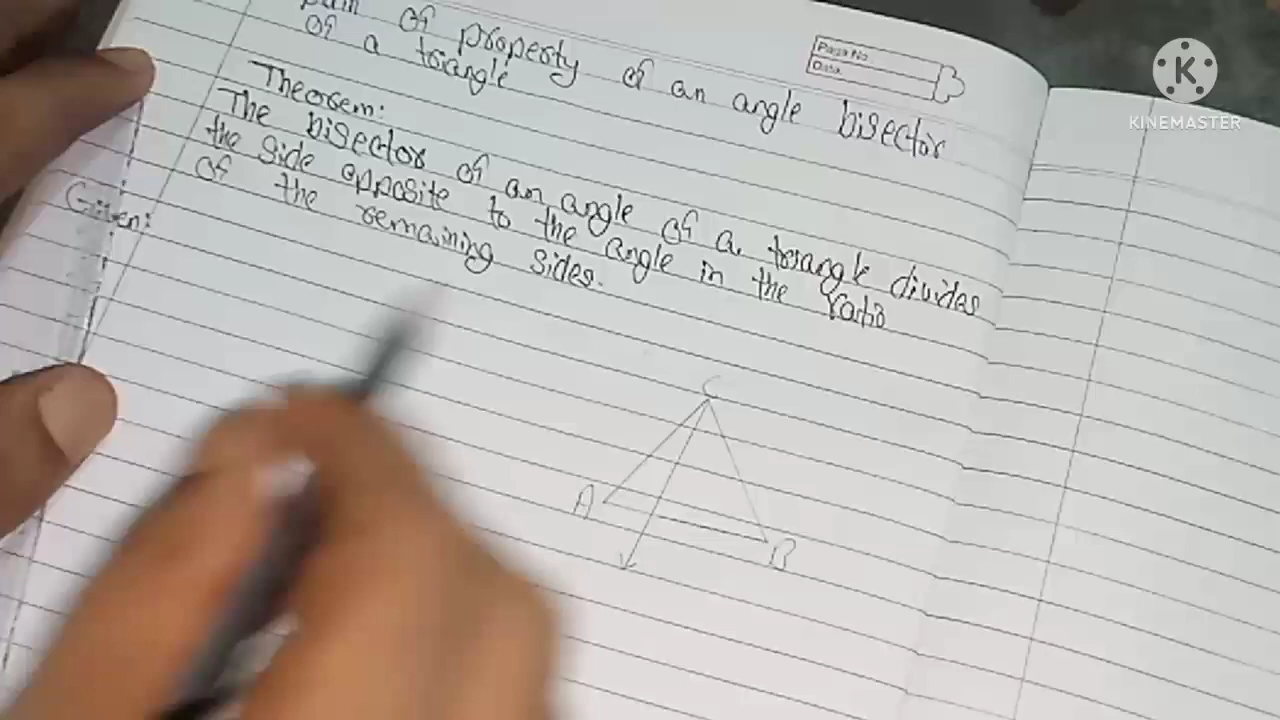 of property of an angle bisector
of a triangle
Page No.
Date
K
KINEMASTER
Theorem:
The bisector of an angle of a triangle divides
the side opposite to the angle in the ratio
of the remaining sides.
Given:
C
A
B